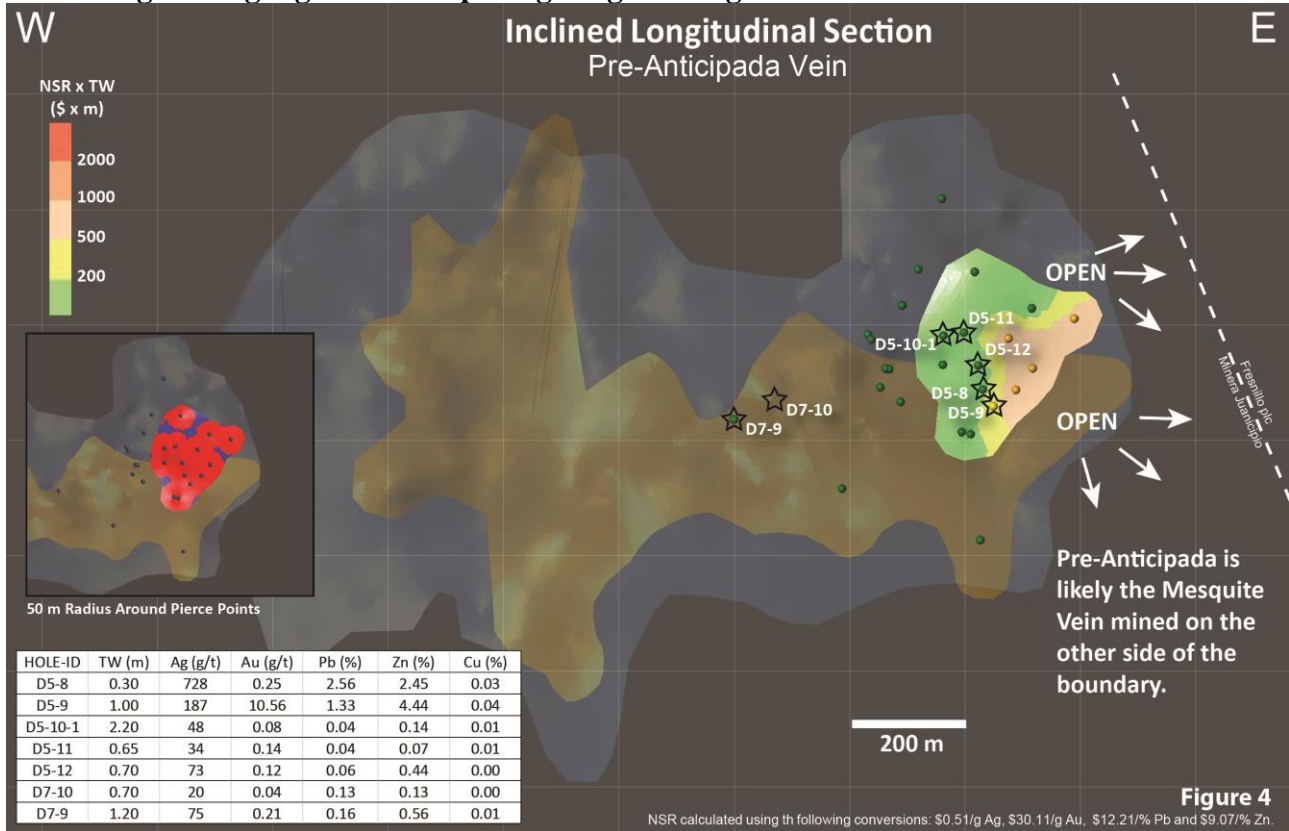 W
Inclined Longitudinal Section
E
Pre-Anticipada Vein
NSR x TW
($ x m)
2000
1000
500
200
OPEN
D5-11
D5-10-1
D5-12
D5-8
D5-9
D7-10
D7-9
OPEN
Fresnillo plc
Minera Juanicipio
50 m Radius Around Pierce Points
Pre-Anticipada is
likely the Mesquite
Vein mined on the
other side of the
boundary.
HOLE-ID TW (m) Ag (g/t) Au (g/t) Pb (%) Zn (%) Cu (%)
D5-8 0.30 728 0.25 2.56 2.45 0.03
D5-9 1.00 187 10.56 1.33 4.44 0.04
D5-10-1 2.20 48 0.08 0.04 0.14 0.01
D5-11 0.65 34 0.14 0.04 0.07 0.01
D5-12 0.70 73 0.12 0.06 0.44 0.00
D7-10 0.70 20 0.04 0.13 0.13 0.00
D7-9 1.20 75 0.21 0.16 0.56 0.01
200 m
Figure 4
NSR calculated using th following conversions: $0.51/g Ag, $30.11/g Au, $12.21/% Pb and $9.07/% Zn.